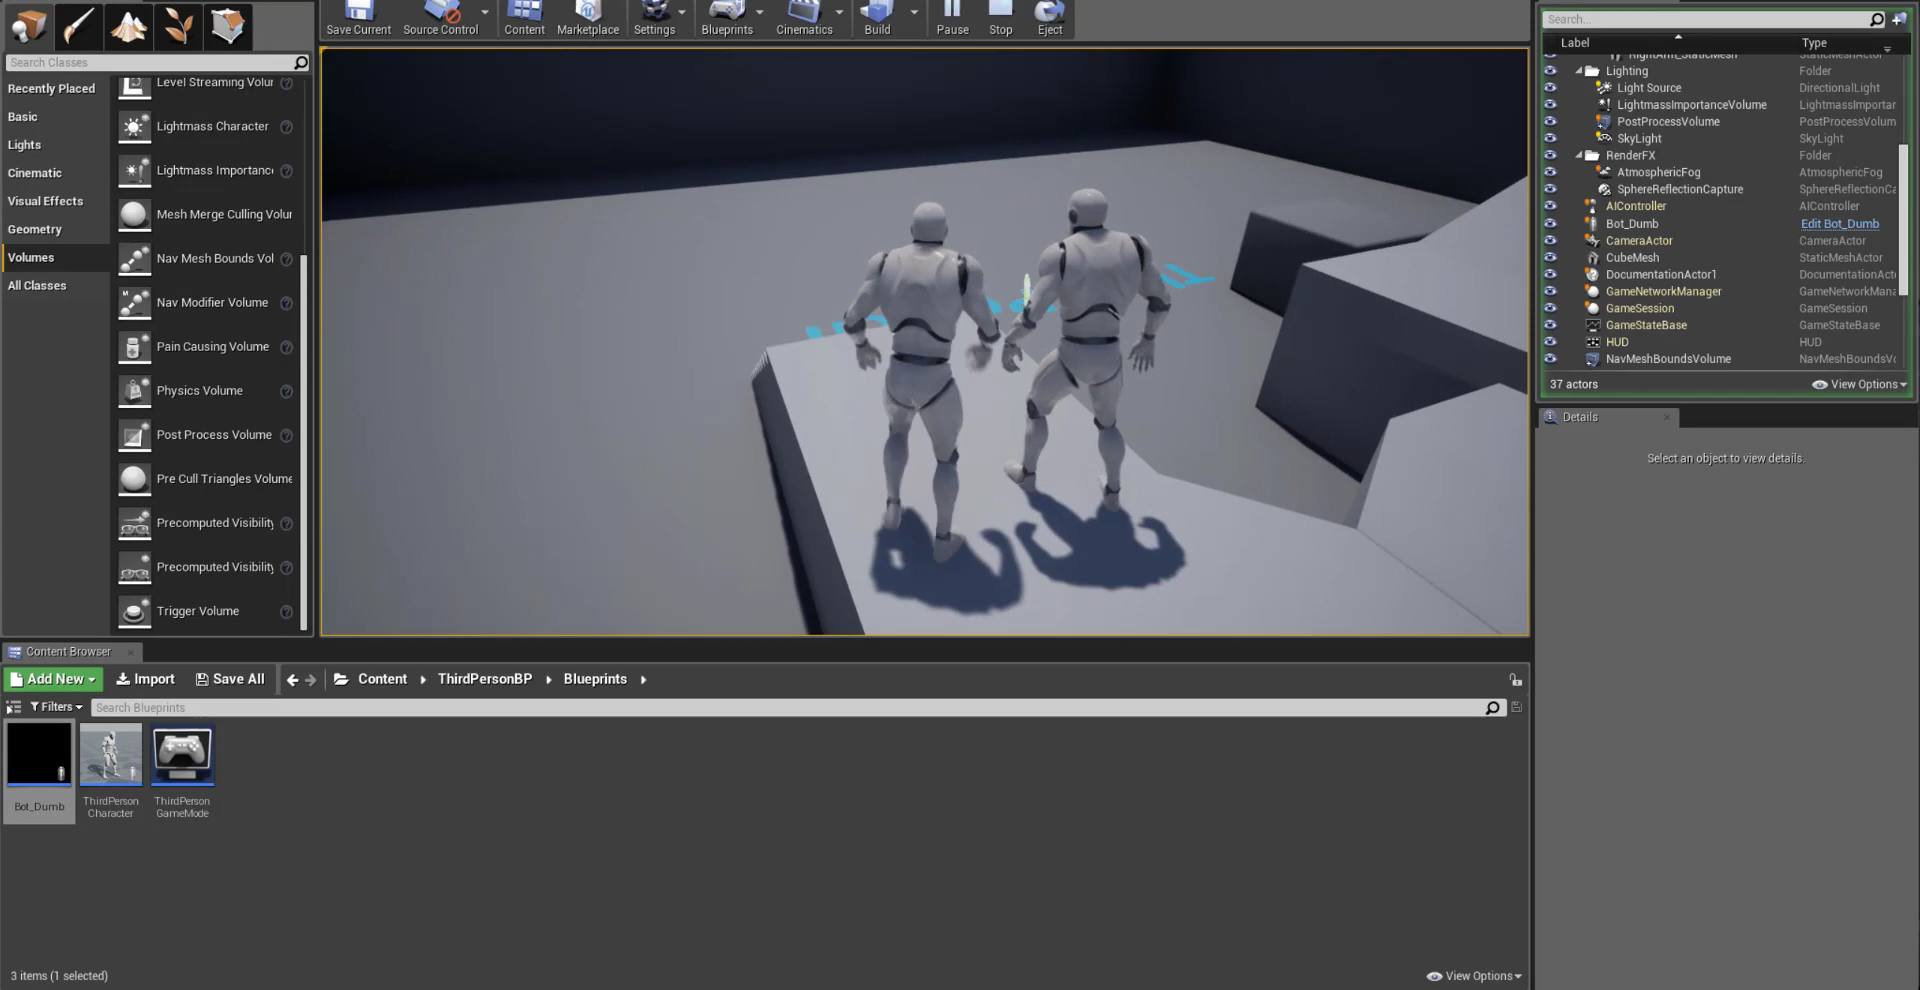 Save Current
Source Control
Content
Marketplace
Settings
Blueprints
Cinematics
Build
Pause
Stop
Eject
Search Classes
Recently Placed
Basic
Lights
Cinematic
Visual Effects
Geometry
Volumes
All Classes
Level Streaming Volur
Lightmass Character
Lightmass Importance
Mesh Merge Culling Volur
Nav Mesh Bounds Vol
Nav Modifier Volume
Pain Causing Volume
Physics Volume
Post Process Volume
Pre Cull Triangles Volume
Precomputed Visibility
Precomputed Visibility
Trigger Volume
Search...
Label Type
Lighting Folder
Light Source DirectionalLight
LightmassImportanceVolume LightmassImportar
PostProcessVolume PostProcessVolum
SkyLight SkyLight
RenderFX Folder
AtmosphericFog AtmosphericFog
SphereReflectionCapture SphereReflectionCa
AIController AIController
Bot_Dumb Edit Bot_Dumb
CameraActor CameraActor
CubeMesh StaticMeshActor
DocumentationActor1 DocumentationActo
GameNetworkManager GameNetworkMana
GameSession GameSession
GameStateBase GameStateBase
HUD HUD
NavMeshBoundsVolume NavMeshBoundsVo
37 actors View Options
Details
Select an object to view details.
Content Browser
Add New Import Save All Content ThirdPersonBP Blueprints
Filters Search Blueprints
Bot_Dumb
ThirdPerson
Character
ThirdPerson
GameMode
3 items (1 selected) View Options